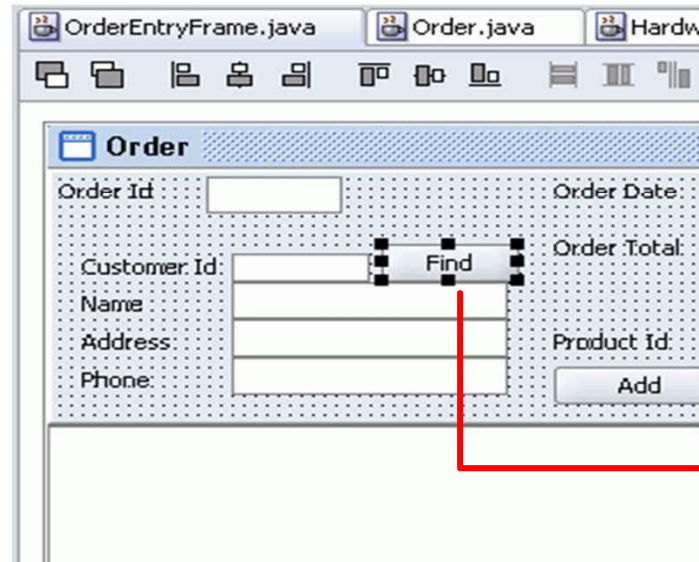 OrderEntryFrame.java Order.java Hardw
Order
Order Id Order Date:
Customer Id Find Order Total:
Name
Address Product Id:
Phone: Add